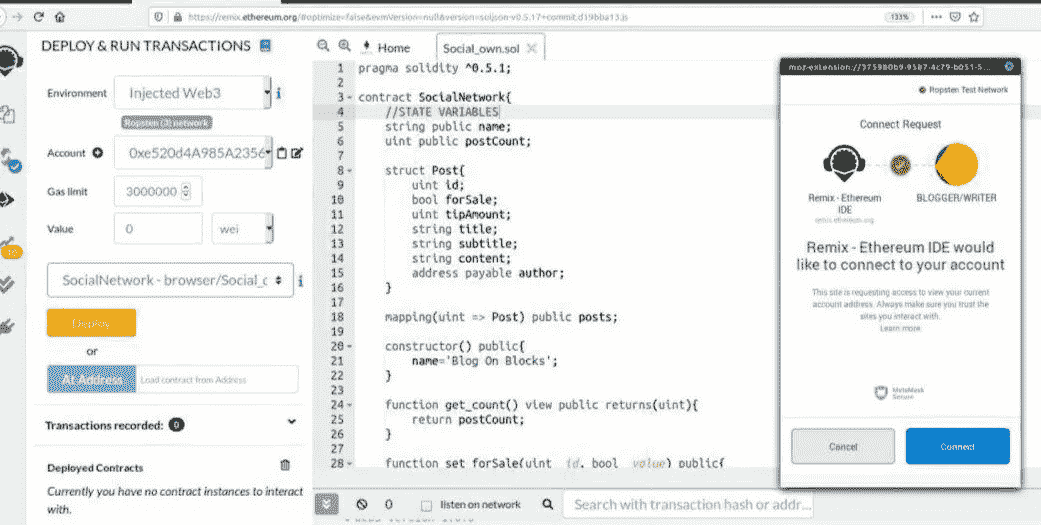 https://remix.ethereum.org/#optimize=false&evmVersion=null&version=soljson-v0.5.17+commit.d19bba13.js
133%
DEPLOY & RUN TRANSACTIONS
Environment
Injected Web3
Ropsten (3) network
Account
0xe520d4A985A2356
Gas limit
3000000
Value
0
wei
SocialNetwork - browser/Social_c
Deploy
or
At Address
Load contract from Address
Transactions recorded: 0
Deployed Contracts
Currently you have no contract instances to interact
with.
Home
Social_own.sol
1 pragma solidity ^0.5.1;
2
3 contract SocialNetwork{
4 //STATE VARIABLES
5 string public name;
6 uint public postCount;
7
8 struct Post{
9 uint id;
10 bool forSale;
11 uint tipAmount;
12 string title;
13 string subtitle;
14 string content;
15 address payable author;
16 }
17
18 mapping(uint => Post) public posts;
19
20 constructor() public{
21 name='Blog On Blocks';
22 }
23
24 function get_count() view public returns(uint){
25 return postCount;
26 }
27
28 function set_forSale(uint _id, bool _value) public{
0
listen on network
Search with transaction hash or addr...
Ropsten Test Network
Connect Request
Remix - Ethereum
IDE
remix.ethereum.org
BLOGGER/WRITER
Remix - Ethereum IDE would
like to connect to your account
This site is requesting access to view your current
account address. Always make sure you trust the
sites you interact with.
Learn more.
MetaMask
Secure
Cancel
Connect